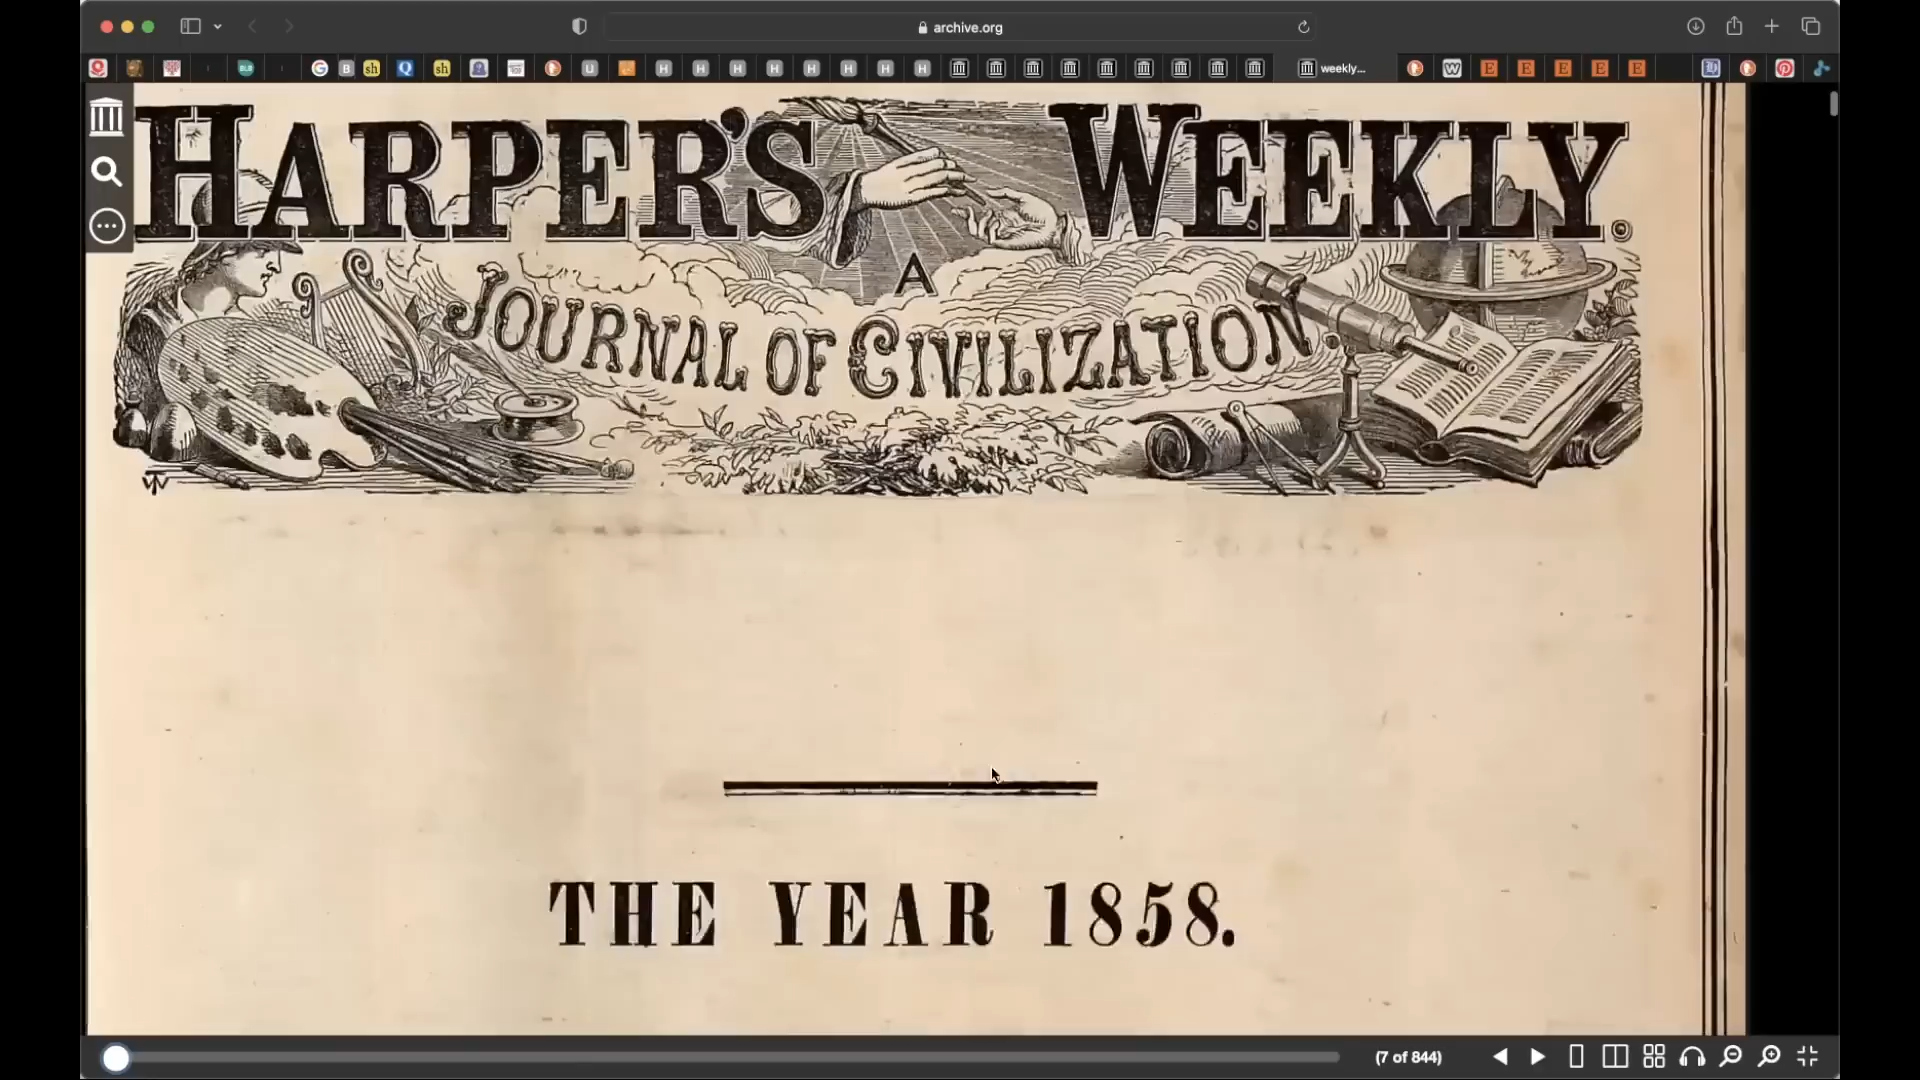 archive.org
weekly...
HARPER'S WEEKLY.
A
JOURNAL OF CIVILIZATION.
THE YEAR 1858.
(7 of 844)